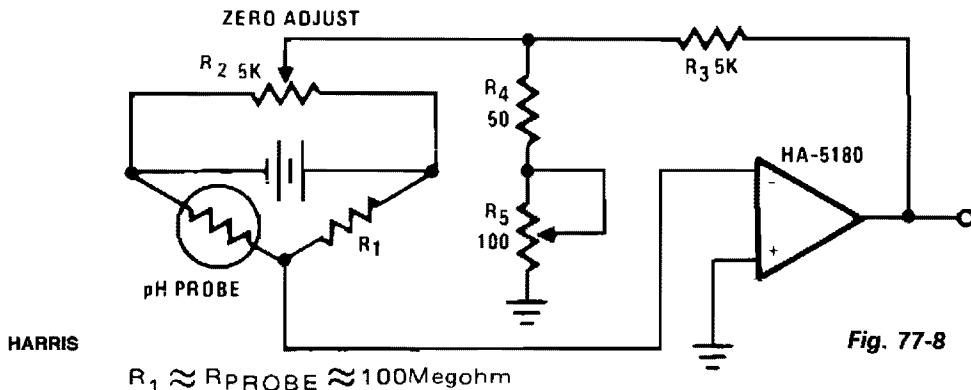 ZERO ADJUST
R2 5K
R3 5K
R4
50
HA-5180
-
R5
100
+
R1
pH PROBE
HARRIS
Fig. 77-8
R1 ≈ RPROBE ≈ 100Megohm